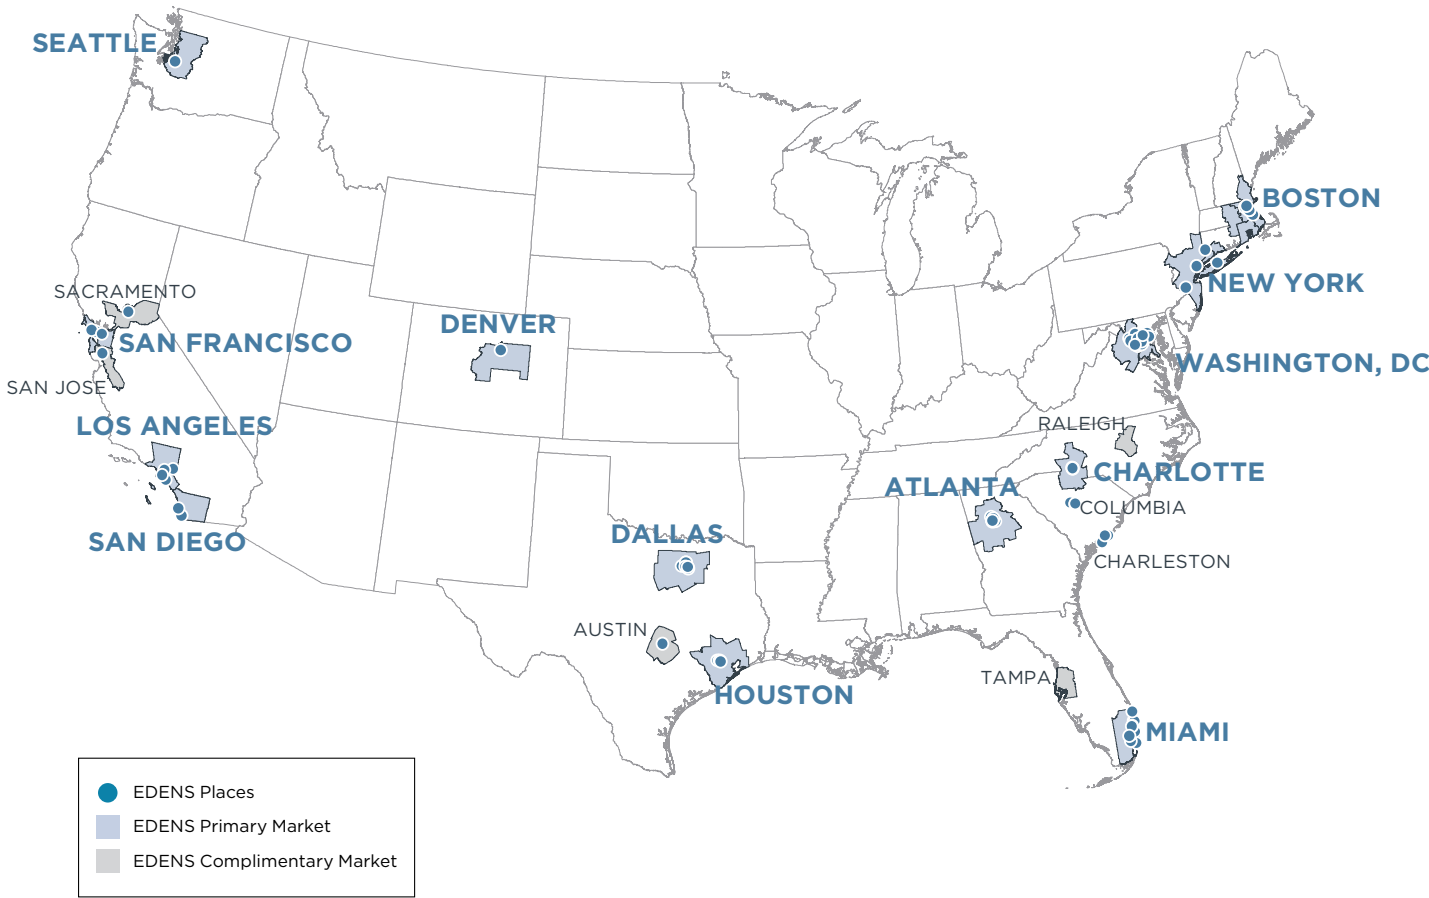 SEATTLE
BOSTON
NEW YORK
SACRAMENTO
DENVER
SAN FRANCISCO
WASHINGTON, DC
SAN JOSE
LOS ANGELES
RALEIGH
CHARLOTTE
ATLANTA
COLUMBIA
DALLAS
SAN DIEGO
CHARLESTON
AUSTIN
TAMPA
HOUSTON
MIAMI
EDENS Places
EDENS Primary Market
EDENS Complimentary Market